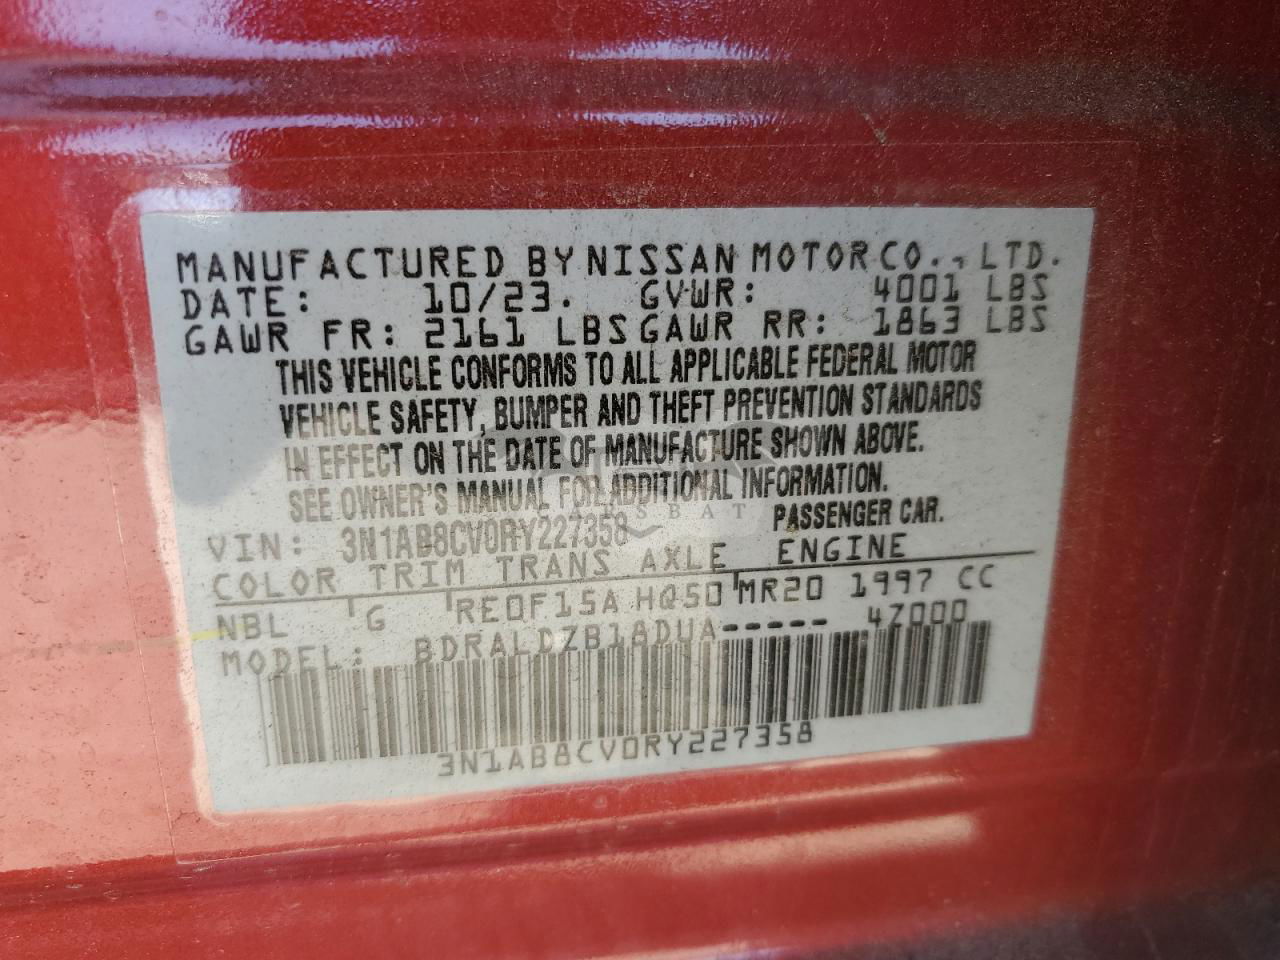 MANUFACTURED BY NISSAN MOTOR CO., LTD.
DATE: 10/23. GVWR: 4001 LBS
GAWR FR: 2161 LBS GAWR RR: 1863 LBS
THIS VEHICLE CONFORMS TO ALL APPLICABLE FEDERAL MOTOR
VEHICLE SAFETY, BUMPER AND THEFT PREVENTION STANDARDS
IN EFFECT ON THE DATE OF MANUFACTURE SHOWN ABOVE.
SEE OWNER'S MANUAL FOR ADDITIONAL INFORMATION.
VIN: 3N1AB8CV0RY227358 PASSENGER CAR.
COLOR TRIM TRANS AXLE ENGINE
NBL G RE0F15A HQ50 MR20 1997 CC
MODEL: BDRALDZB18DUA----- 47000
3N1AB8CV0RY227358